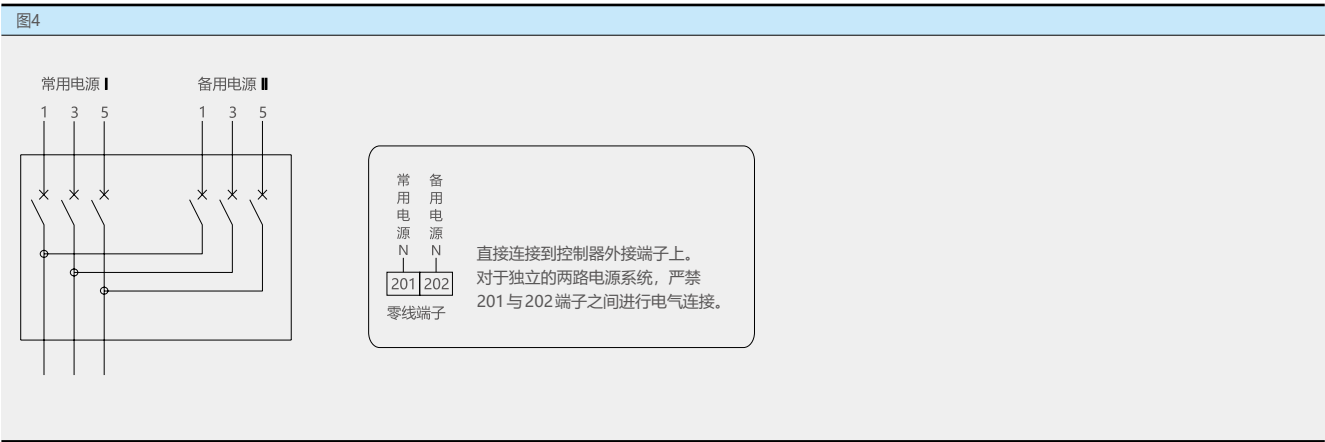 图4
常用电源 I
备用电源 II
1 3 5
1 3 5
常用电源N
备用电源N
201 202
零线端子
直接连接到控制器外接端子上。
对于独立的两路电源系统，严禁
201与202端子之间进行电气连接。